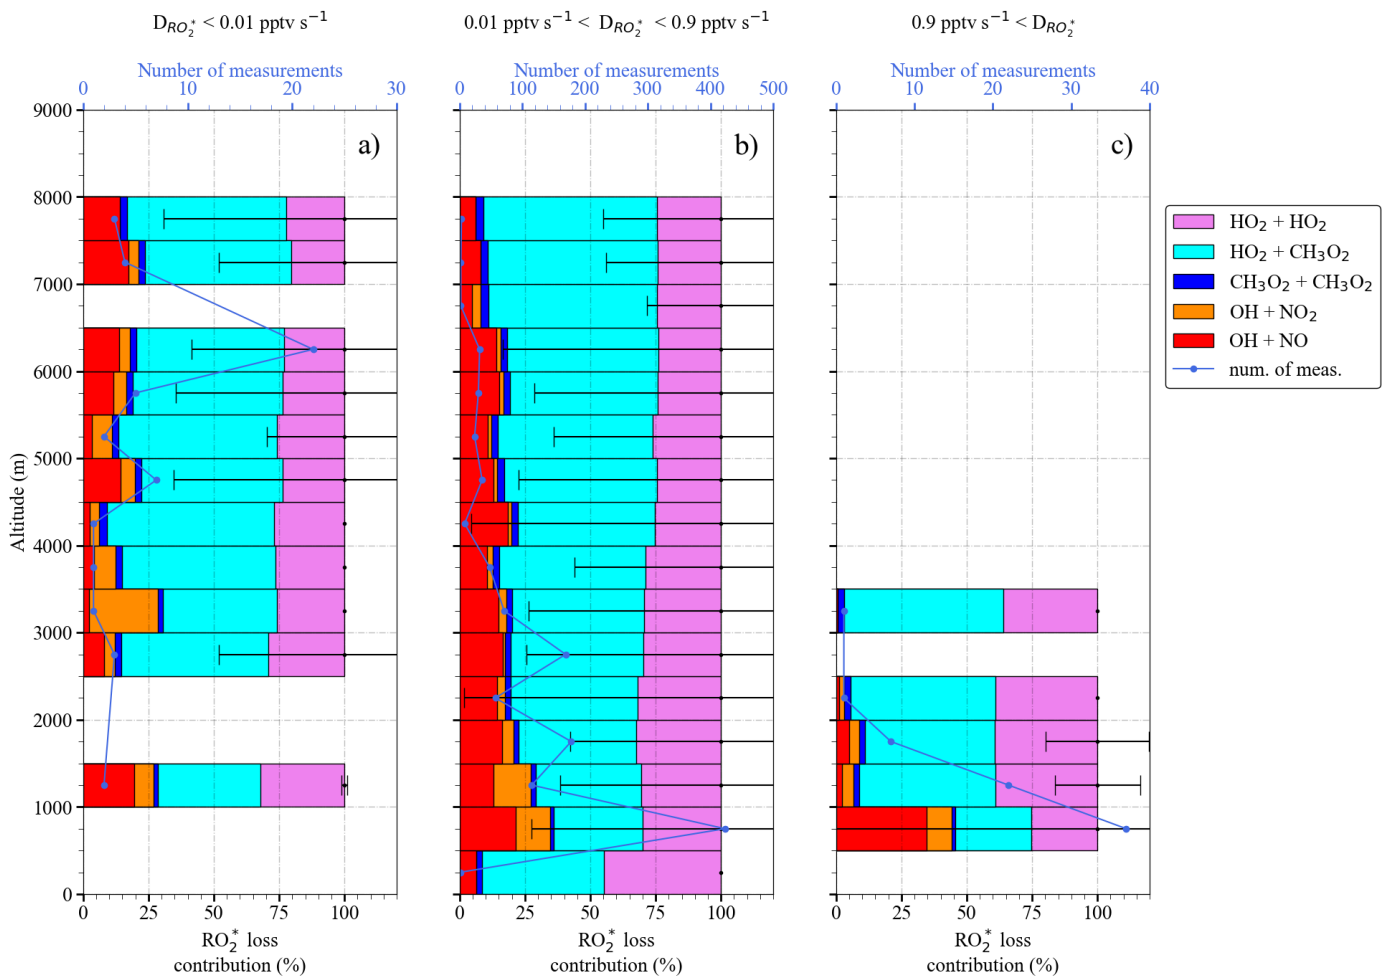 D_{RO₂*} < 0.01 pptv s⁻¹
0.01 pptv s⁻¹ < D_{RO₂*} < 0.9 pptv s⁻¹
0.9 pptv s⁻¹ < D_{RO₂*}
Number of measurements
Number of measurements
Number of measurements
0 10 20 30
0 100 200 300 400 500
0 10 20 30 40
a)
b)
c)
9000
8000
7000
6000
5000
4000
3000
2000
1000
0
Altitude (m)
HO₂ + HO₂
HO₂ + CH₃O₂
CH₃O₂ + CH₃O₂
OH + NO₂
OH + NO
num. of meas.
0 25 50 75 100
0 25 50 75 100
0 25 50 75 100
RO₂* loss
contribution (%)
RO₂* loss
contribution (%)
RO₂* loss
contribution (%)